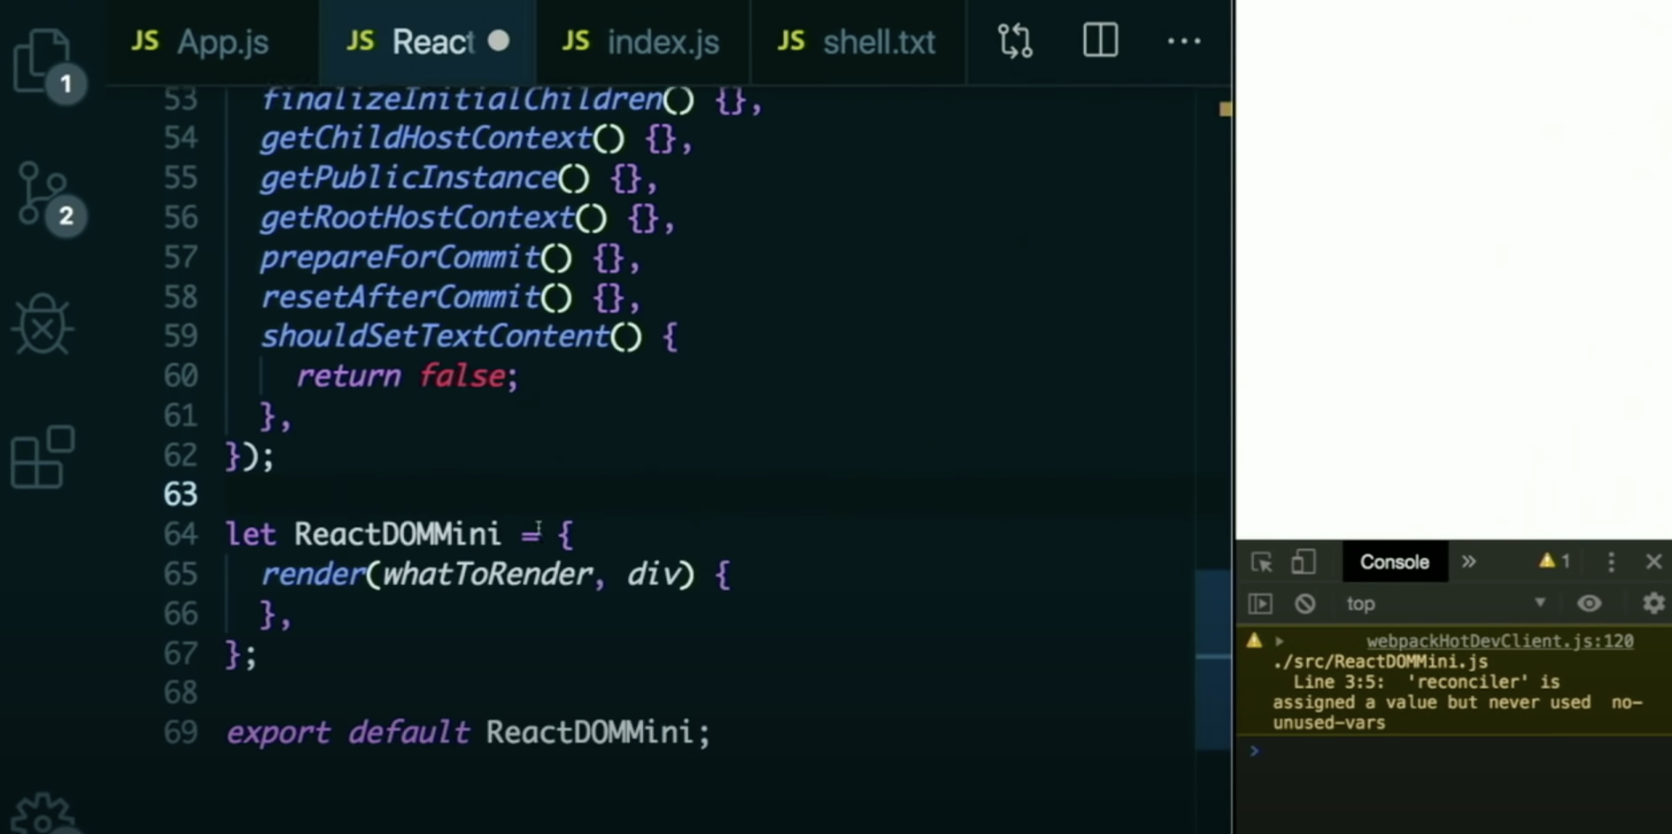 JS App.js
JS React
JS index.js
JS shell.txt
1
2
53 finalizeInitialChildren() {},
54 getChildHostContext() {},
55 getPublicInstance() {},
56 getRootHostContext() {},
57 prepareForCommit() {},
58 resetAfterCommit() {},
59 shouldSetTextContent() {
60 return false;
61 },
62 });
63
64 let ReactDOMMini = {
65 render(whatToRender, div) {
66 },
67 };
68
69 export default ReactDOMMini;
Console » 1
top
webpackHotDevClient.js:120
./src/ReactDOMMini.js
Line 3:5: 'reconciler' is
assigned a value but never used no-
unused-vars
>